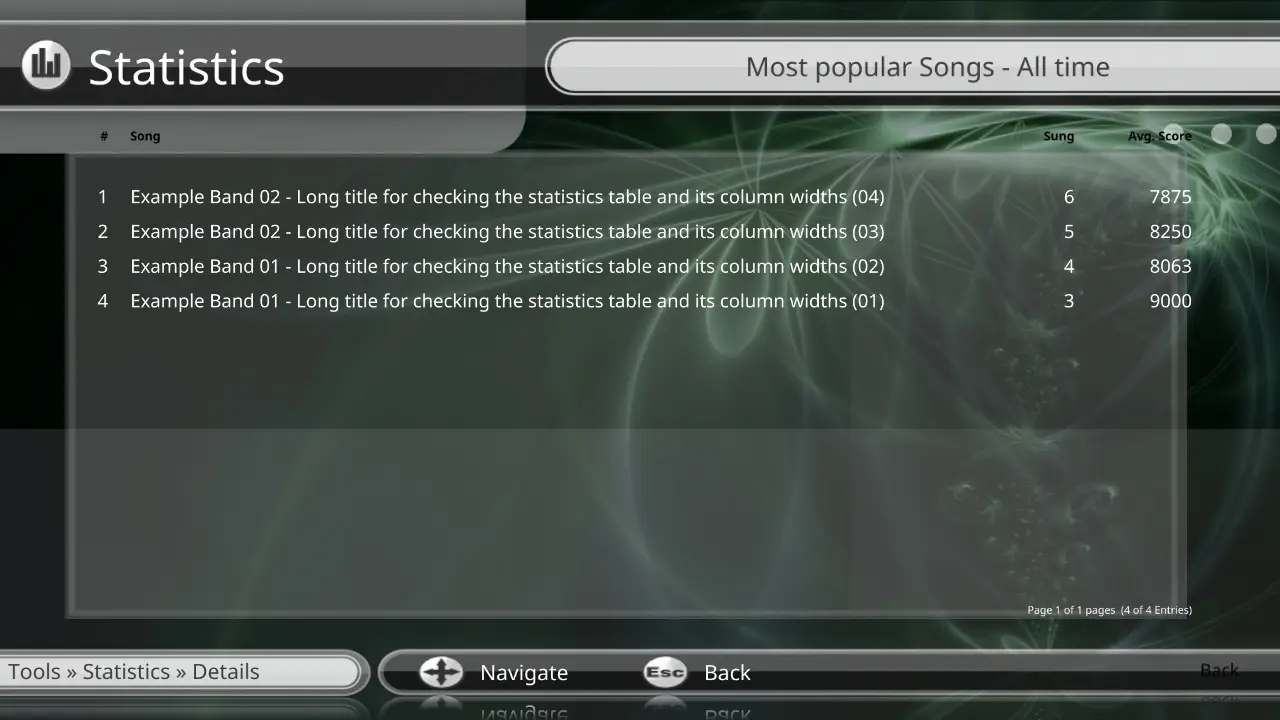 Statistics
Most popular Songs - All time
# Song Sung Avg. Score
1 Example Band 02 - Long title for checking the statistics table and its column widths (04) 6 7875
2 Example Band 02 - Long title for checking the statistics table and its column widths (03) 5 8250
3 Example Band 01 - Long title for checking the statistics table and its column widths (02) 4 8063
4 Example Band 01 - Long title for checking the statistics table and its column widths (01) 3 9000
Page 1 of 1 pages (4 of 4 Entries)
Tools » Statistics » Details
Navigate
Esc Back
Back